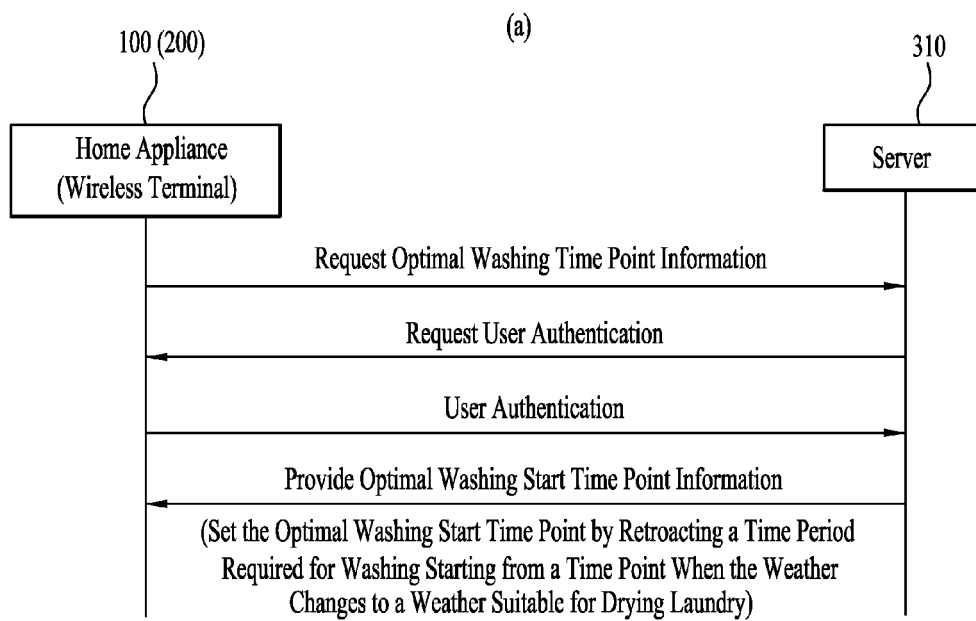 (a)
100 (200)
310
Home Appliance
(Wireless Terminal)
Server
Request Optimal Washing Time Point Information
Request User Authentication
User Authentication
Provide Optimal Washing Start Time Point Information
(Set the Optimal Washing Start Time Point by Retroacting a Time Period
Required for Washing Starting from a Time Point When the Weather
Changes to a Weather Suitable for Drying Laundry)